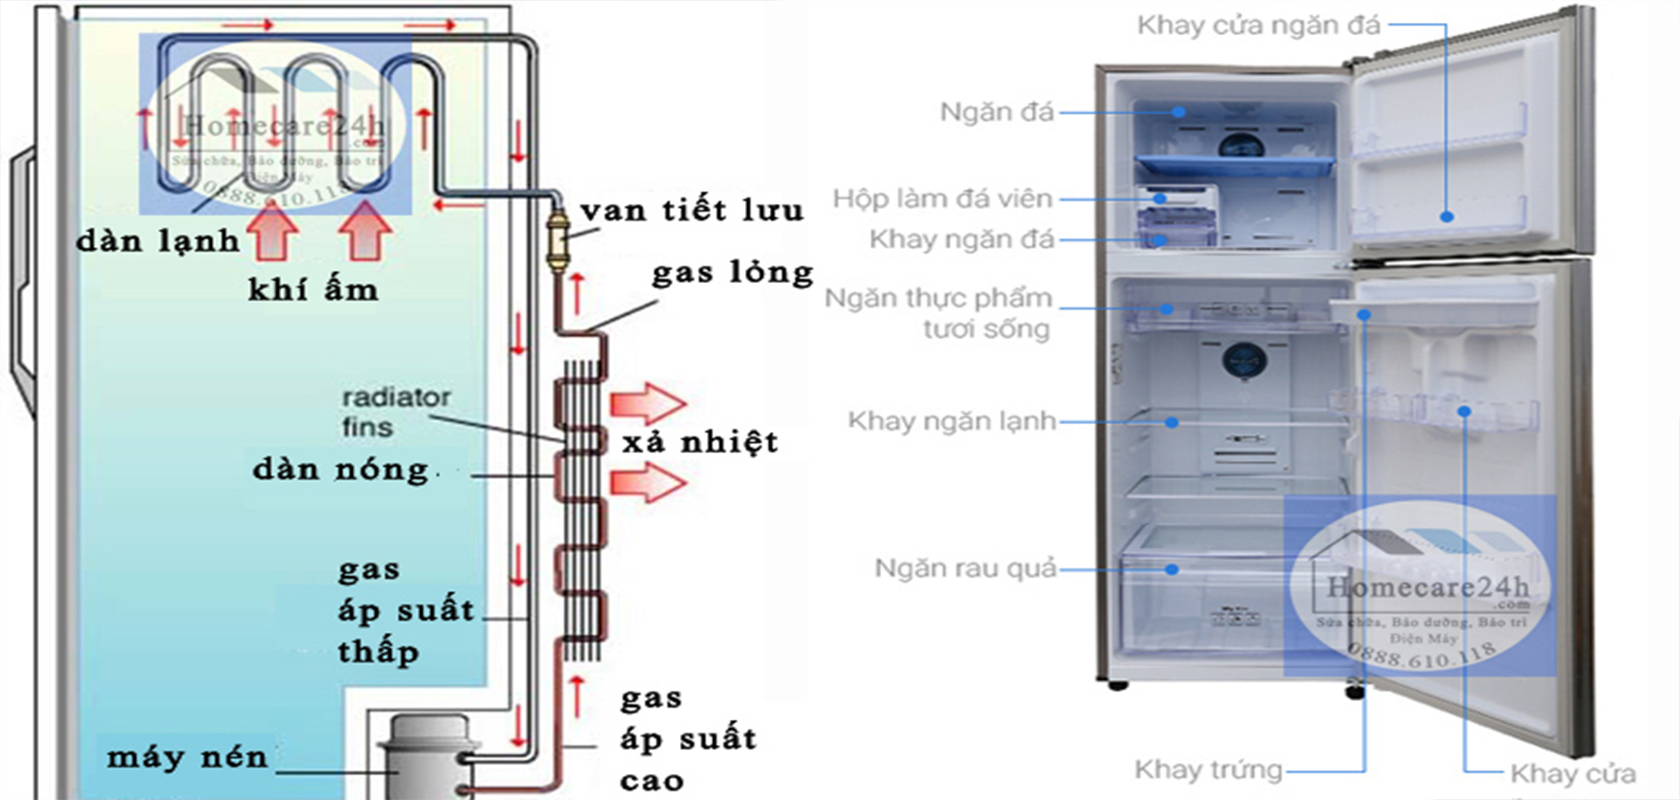 Homecare24h
.com
Sửa chữa, Bảo dưỡng, Bảo trì
Điện Máy
0888.610.118
dàn lạnh
khí ấm
van tiết lưu
gas lỏng
radiator
fins
xả nhiệt
dàn nóng
gas
áp suất
thấp
gas
áp suất
cao
máy nén
Khay cửa ngăn đá
Ngăn đá
Hộp làm đá viên
Khay ngăn đá
Ngăn thực phẩm
tươi sống
Khay ngăn lạnh
Ngăn rau quả
Homecare24h
.com
Sửa chữa, Bảo dưỡng, Bảo trì
Điện Máy
0888.610.118
Khay trứng
Khay cửa